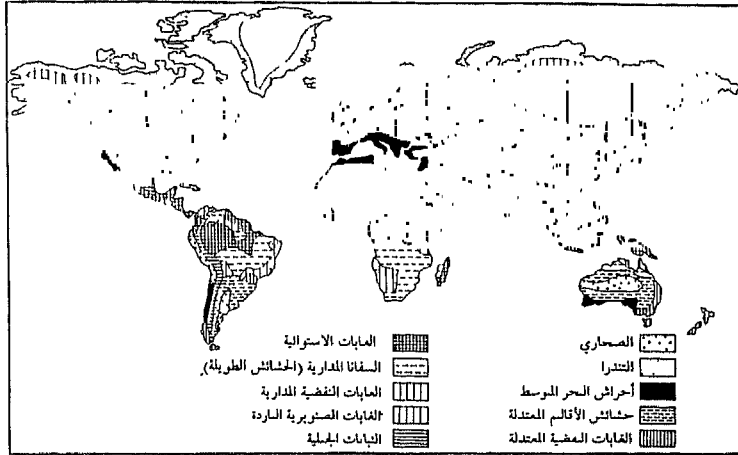 الصحاري
التندرا
أحراش البحر الموسط
حشائش الأقاليم المعتدلة
الغابات النفضية المعتدلة
الغابات الاستوائية
السفانا المدارية (الحشائش الطويلة).
الغابات النفضية المدارية
الغابات الصنوبرية الباردة
النباتات الجبلية